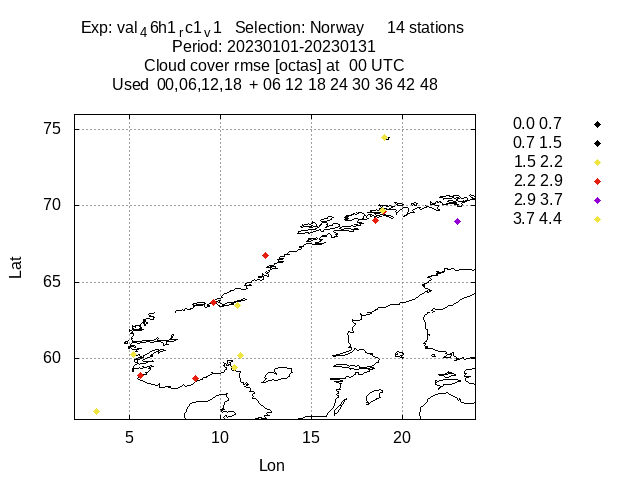 Exp: val46h1rc1v1 Selection: Norway 14 stations
Period: 20230101-20230131
Cloud cover rmse [octas] at 00 UTC
Used 00,06,12,18 + 06 12 18 24 30 36 42 48
75
70
65
60
Lat
5 10 15 20
Lon
0.0 0.7
0.7 1.5
1.5 2.2
2.2 2.9
2.9 3.7
3.7 4.4